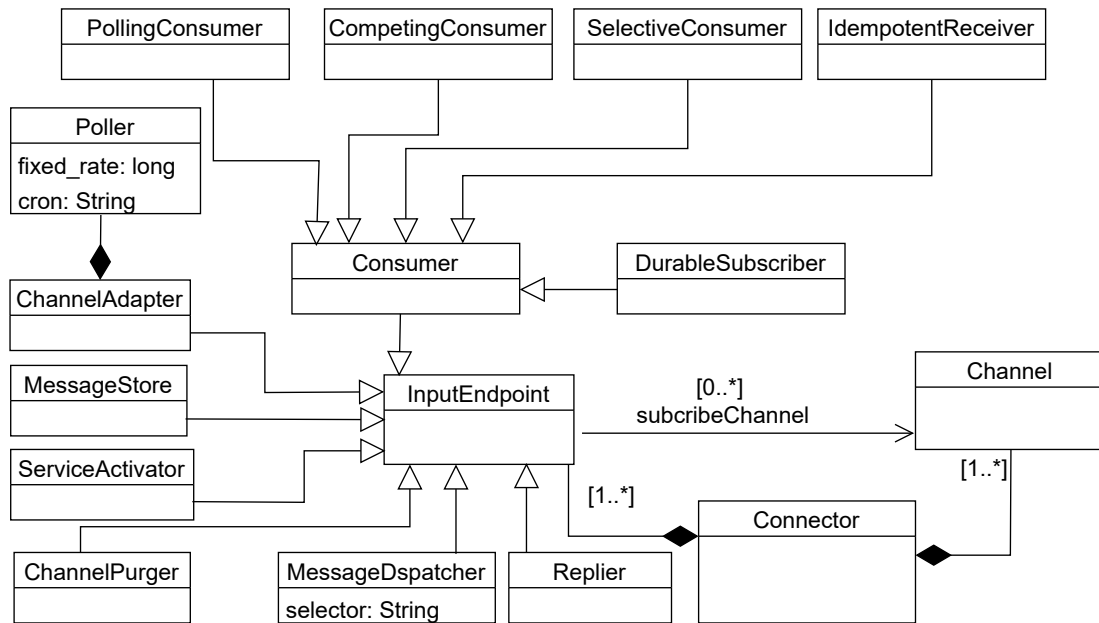 PollingConsumer
CompetingConsumer
SelectiveConsumer
IdempotentReceiver
Poller
fixed_rate: long
cron: String
Consumer
DurableSubscriber
ChannelAdapter
MessageStore
InputEndpoint
[0..*]
subcribeChannel
Channel
ServiceActivator
[1..*]
[1..*]
Connector
ChannelPurger
MessageDspatcher
selector: String
Replier